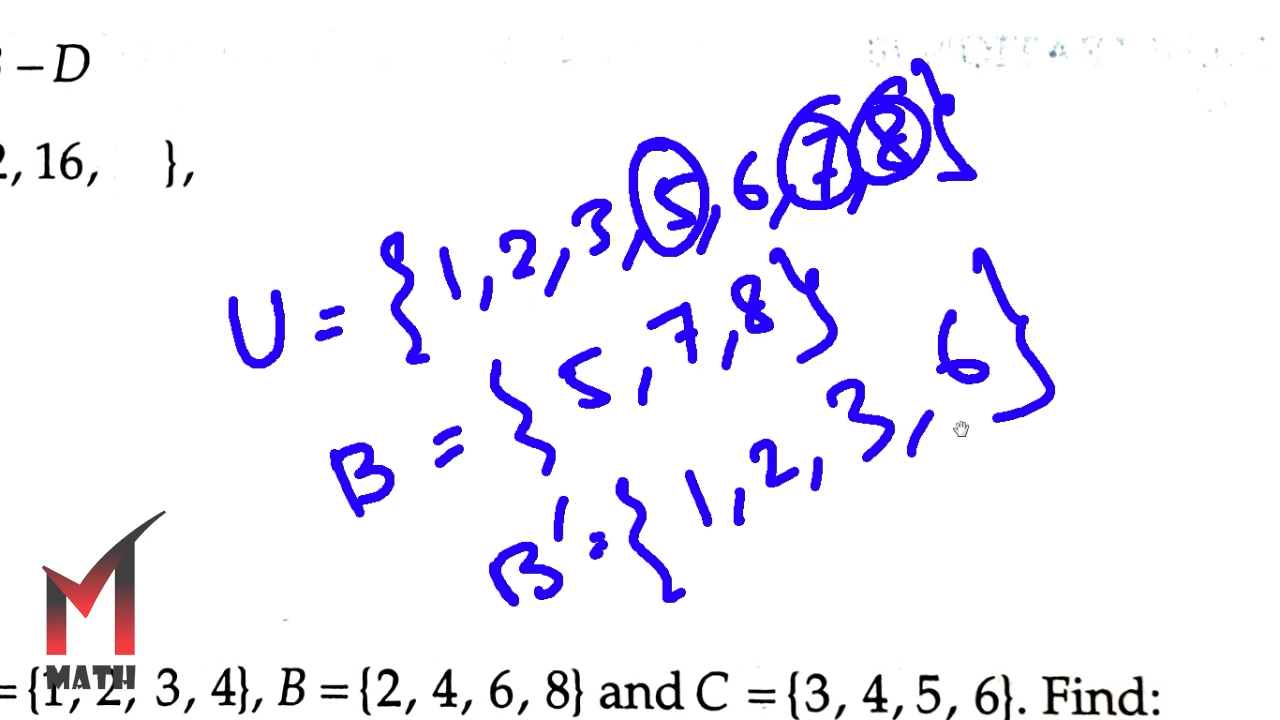 – D
2, 16, },
U = {1, 2, 3, 5, 6, 7, 8}
B = {5, 7, 8}
B' = {1, 2, 3, 6}
MATH
= {1, 2, 3, 4}, B = {2, 4, 6, 8} and C = {3, 4, 5, 6}. Find: